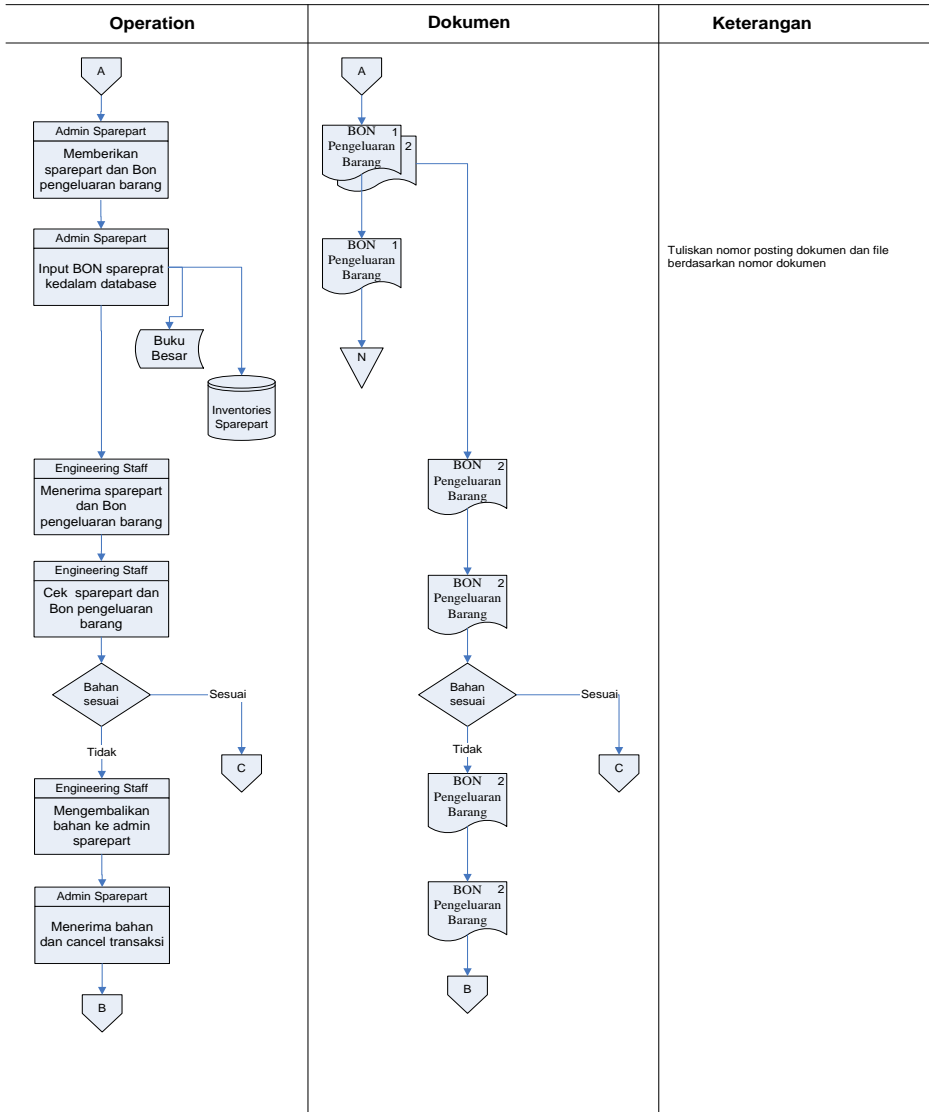 Operation
Dokumen
Keterangan
A
Admin Sparepart
Memberikan
sparepart dan Bon
pengeluaran barang
Admin Sparepart
Input BON spareprat
kedalam database
Buku
Besar
Inventories
Sparepart
Engineering Staff
Menerima sparepart
dan Bon
pengeluaran barang
Engineering Staff
Cek sparepart dan
Bon pengeluaran
barang
Bahan
sesuai
Sesuai
Tidak
C
Engineering Staff
Mengembalikan
bahan ke admin
sparepart
Admin Sparepart
Menerima bahan
dan cancel transaksi
B
A
BON 1
Pengeluaran 2
Barang
BON 1
Pengeluaran
Barang
N
BON 2
Pengeluaran
Barang
BON 2
Pengeluaran
Barang
Bahan
sesuai
Sesuai
Tidak
C
BON 2
Pengeluaran
Barang
BON 2
Pengeluaran
Barang
B
Tuliskan nomor posting dokumen dan file
berdasarkan nomor dokumen